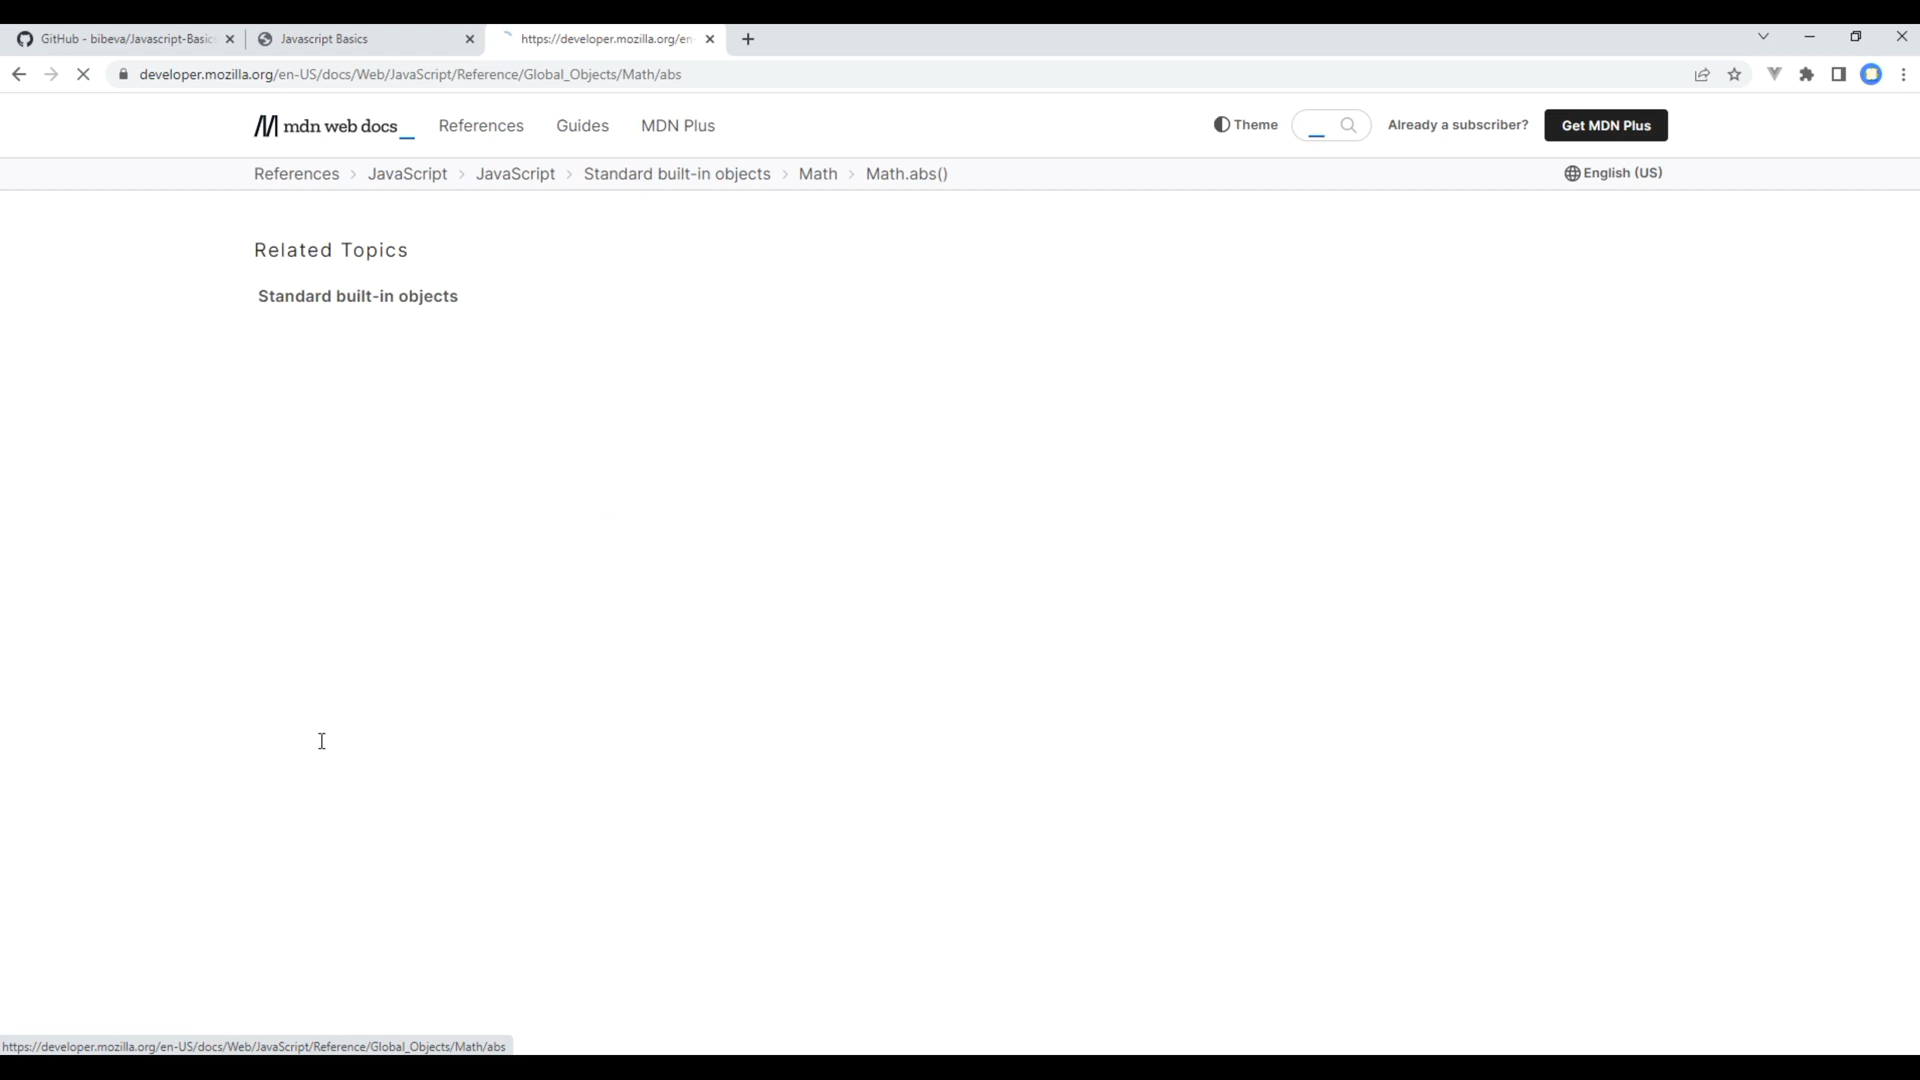 GitHub - bibeva/Javascript-Basic
Javascript Basics
https://developer.mozilla.org/en-
developer.mozilla.org/en-US/docs/Web/JavaScript/Reference/Global_Objects/Math/abs
mdn web docs_ References Guides MDN Plus Theme Already a subscriber? Get MDN Plus
References > JavaScript > JavaScript > Standard built-in objects > Math > Math.abs() English (US)
Related Topics
Standard built-in objects
https://developer.mozilla.org/en-US/docs/Web/JavaScript/Reference/Global_Objects/Math/abs